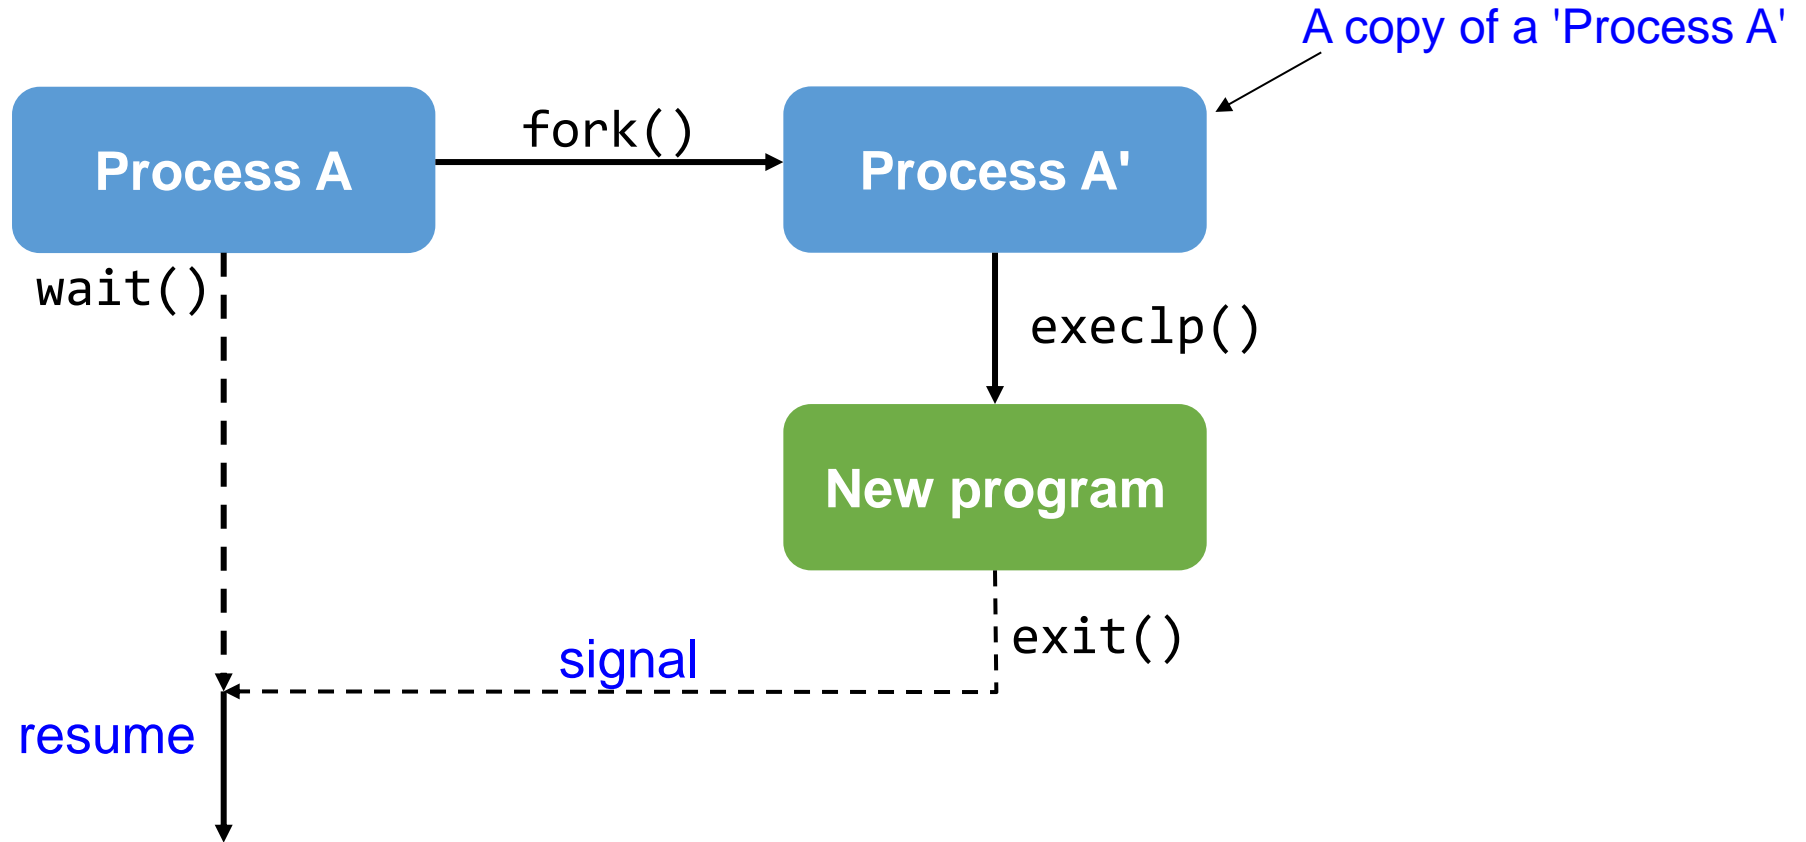 A copy of a 'Process A'
Process A
fork()
Process A'
wait()
execlp()
New program
exit()
signal
resume